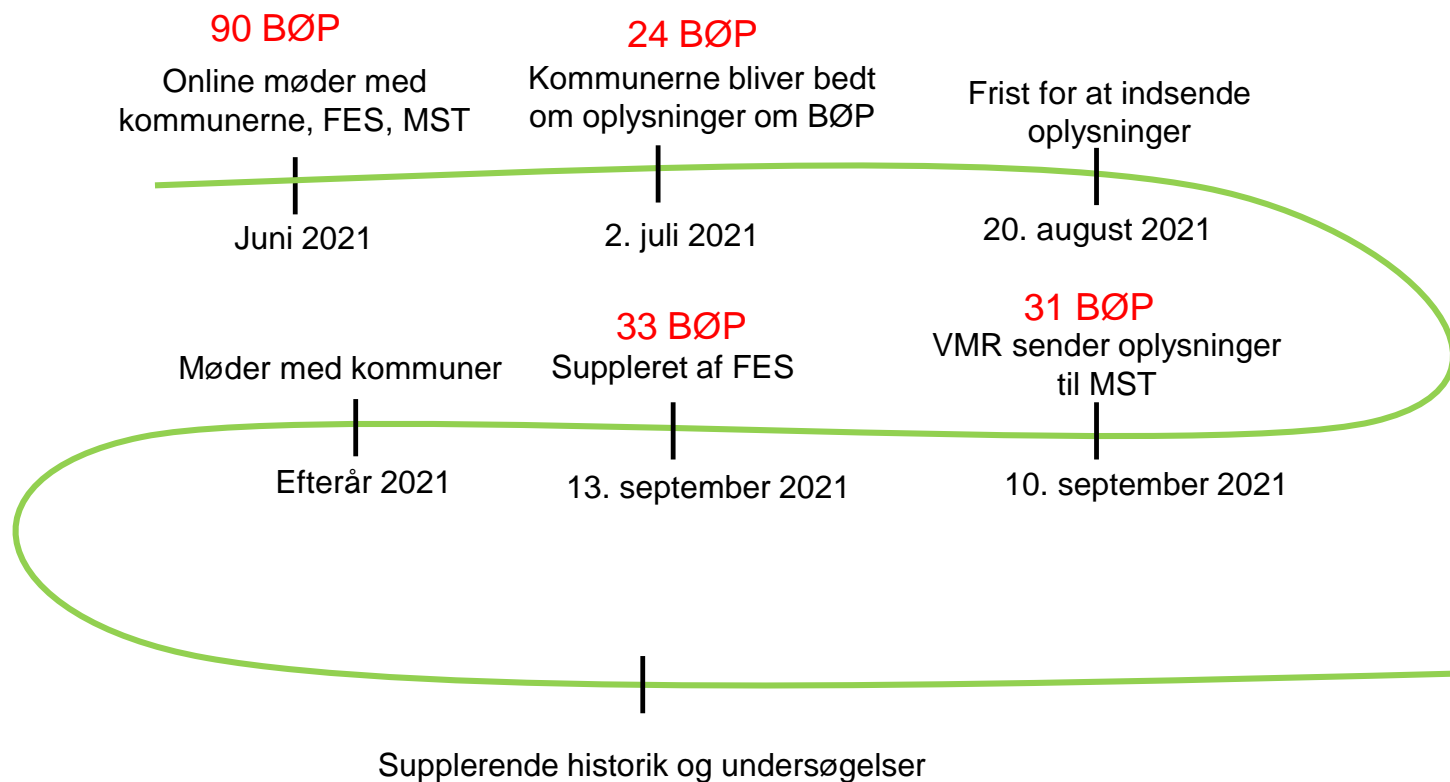 90 BØP
Online møder med
kommunerne, FES, MST
Juni 2021
24 BØP
Kommunerne bliver bedt
om oplysninger om BØP
2. juli 2021
Frist for at indsende
oplysninger
20. august 2021
31 BØP
VMR sender oplysninger
til MST
10. september 2021
33 BØP
Suppleret af FES
13. september 2021
Møder med kommuner
Efterår 2021
Supplerende historik og undersøgelser